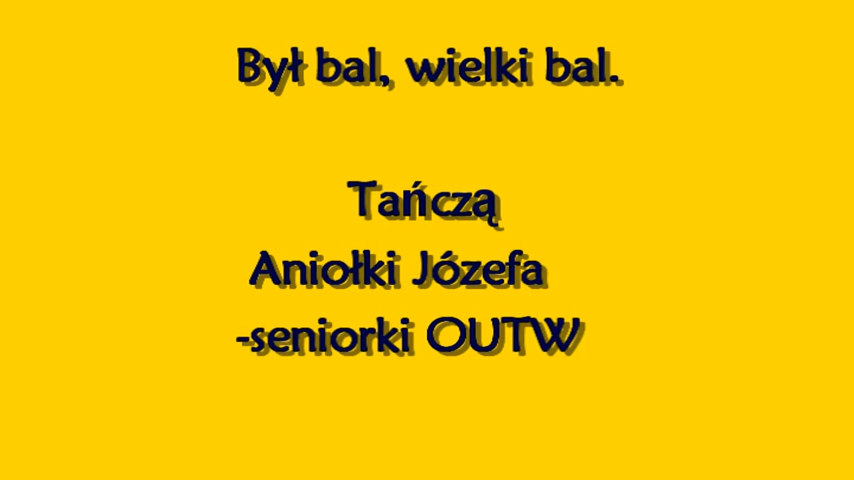 Był bal, wielki bal.
Tańczą
Aniołki Józefa
-seniorki OUTW